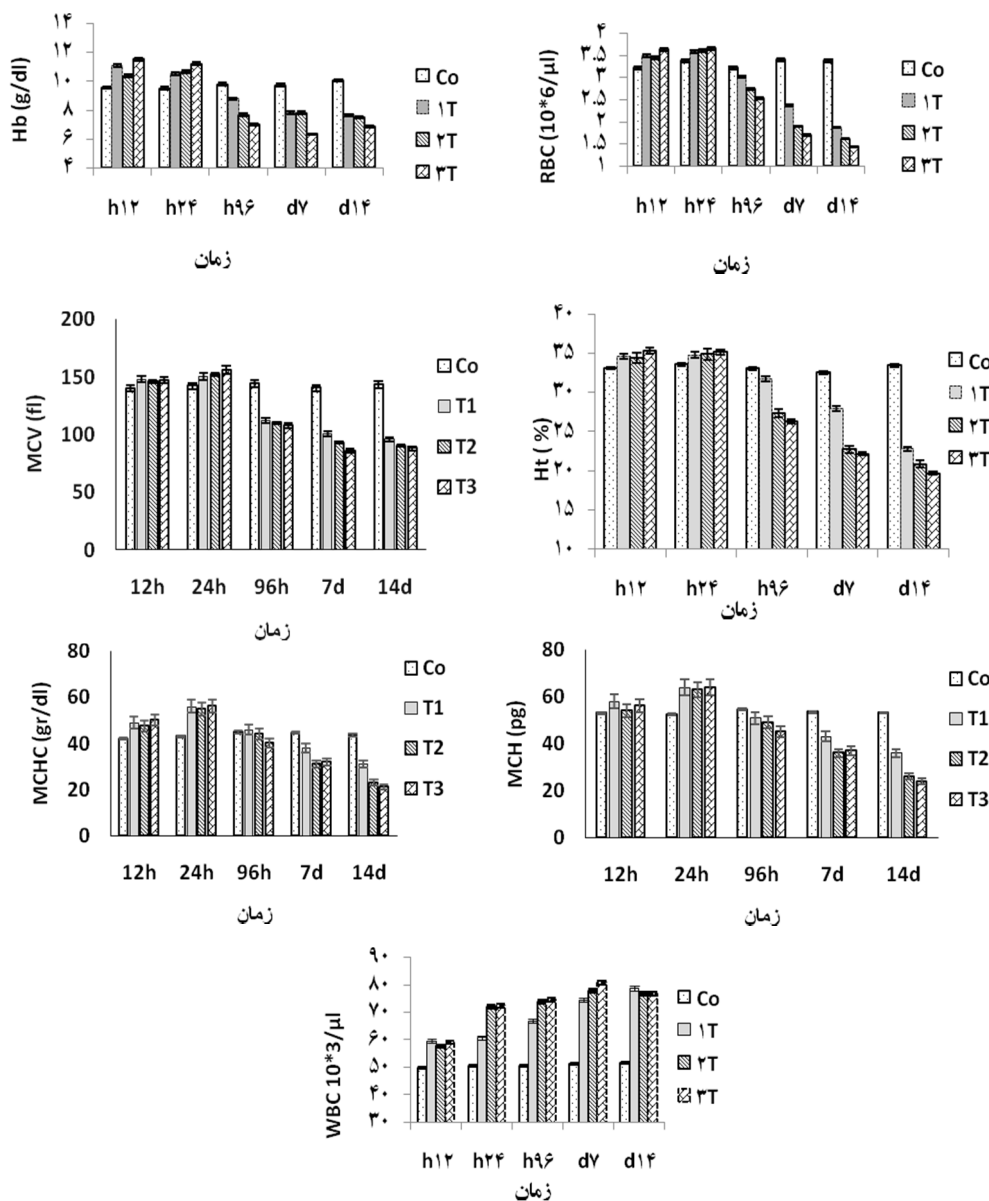 Hb (g/dl)
۱۴
۱۲
۱۰
۸
۶
۴
h۱۲ h۲۴ h۹۶ d۷ d۱۴
زمان
Co
۱T
۲T
۳T
RBC (10*6/µl)
۴
۳.۵
۳
۲.۵
۲
۱.۵
۱
h۱۲ h۲۴ h۹۶ d۷ d۱۴
زمان
Co
۱T
۲T
۳T
MCV (fl)
200
150
100
50
0
12h 24h 96h 7d 14d
زمان
Co
T1
T2
T3
Ht (%)
۴۰
۳۵
۳۰
۲۵
۲۰
۱۵
۱۰
h۱۲ h۲۴ h۹۶ d۷ d۱۴
زمان
Co
۱T
۲T
۳T
MCHC (gr/dl)
80
60
40
20
0
12h 24h 96h 7d 14d
زمان
Co
T1
T2
T3
MCH (pg)
80
60
40
20
0
12h 24h 96h 7d 14d
زمان
Co
T1
T2
T3
WBC 10*3/µl
۹۰
۸۰
۷۰
۶۰
۵۰
۴۰
۳۰
h۱۲ h۲۴ h۹۶ d۷ d۱۴
زمان
Co
۱T
۲T
۳T